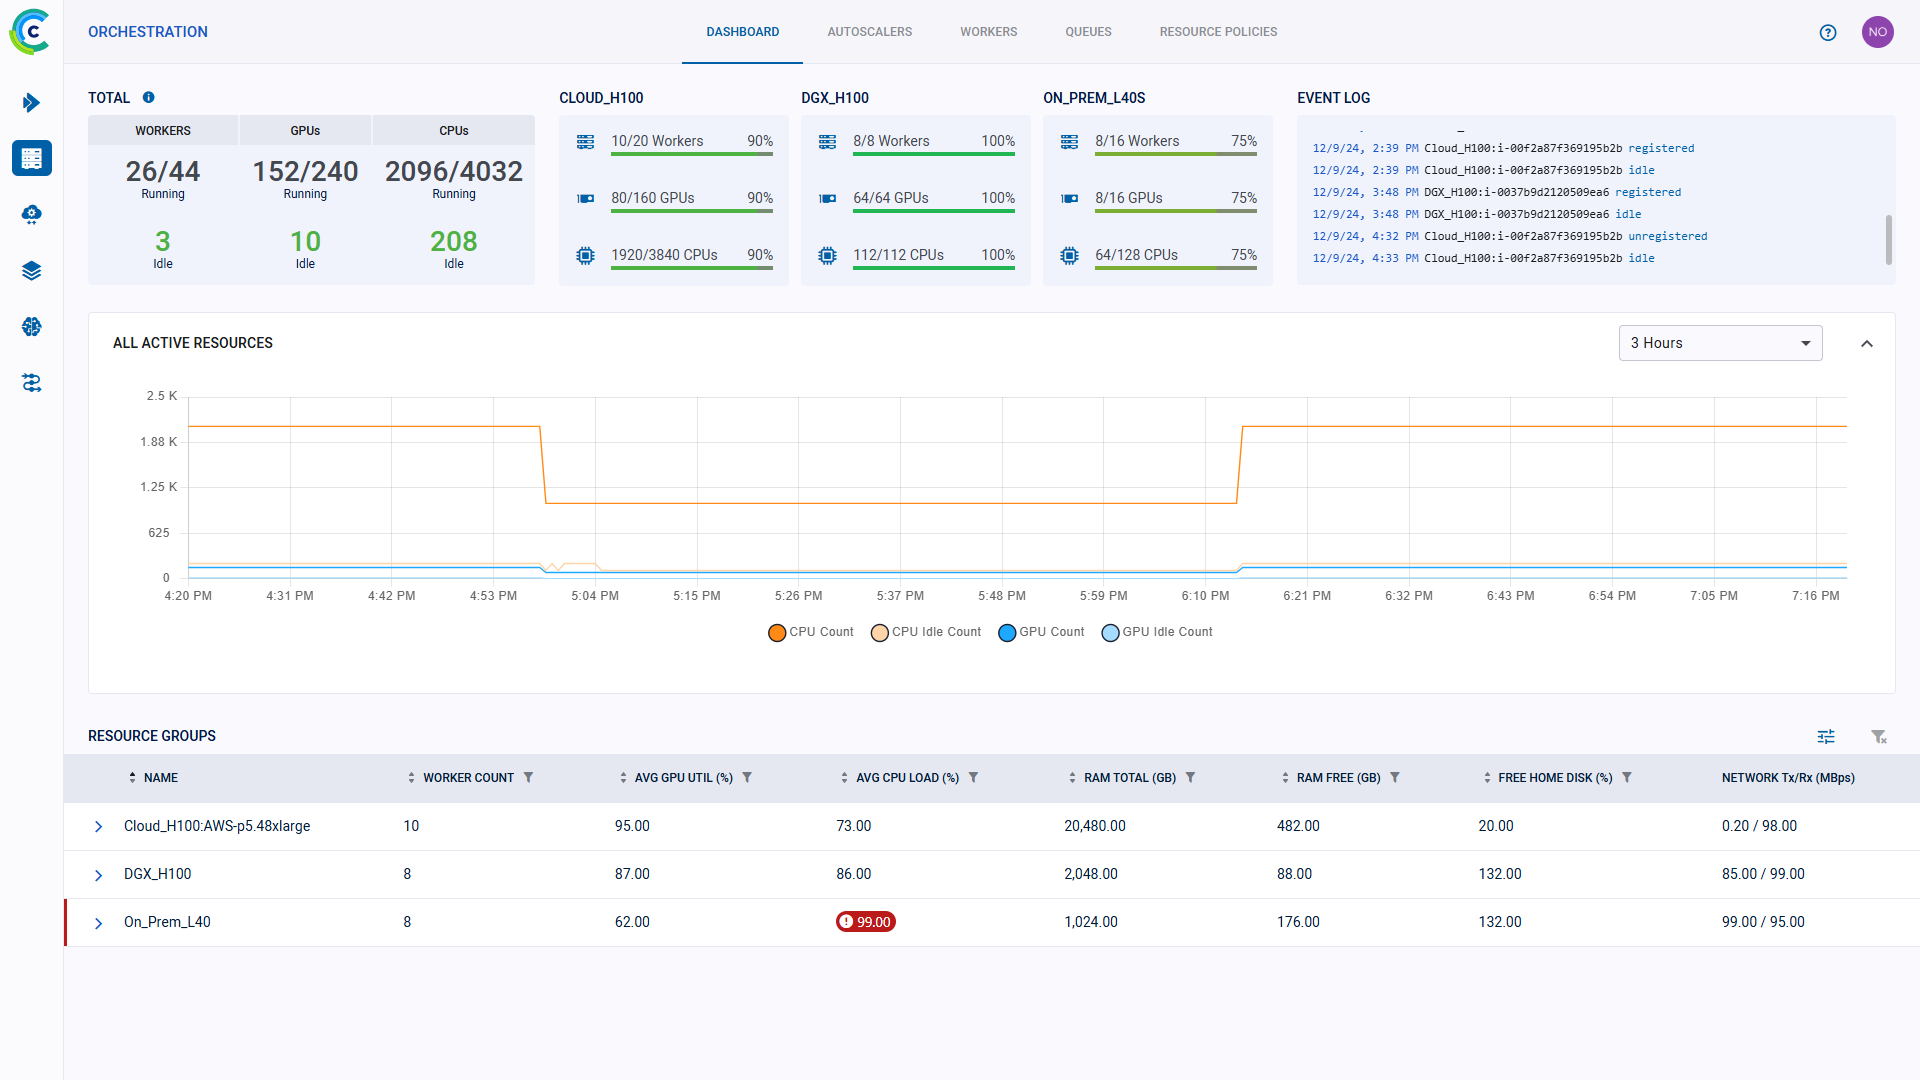 ORCHESTRATION
DASHBOARD AUTOSCALERS WORKERS QUEUES RESOURCE POLICIES
? NO
TOTAL i
WORKERS GPUs CPUs
26/44 152/240 2096/4032
Running Running Running
3 10 208
Idle Idle Idle
CLOUD_H100
10/20 Workers 90%
80/160 GPUs 90%
1920/3840 CPUs 90%
DGX_H100
8/8 Workers 100%
64/64 GPUs 100%
112/112 CPUs 100%
ON_PREM_L40S
8/16 Workers 75%
8/16 GPUs 75%
64/128 CPUs 75%
EVENT LOG
12/9/24, 2:39 PM Cloud_H100:i-00f2a87f369195b2b registered
12/9/24, 2:39 PM Cloud_H100:i-00f2a87f369195b2b idle
12/9/24, 3:48 PM DGX_H100:i-0037b9d2120509ea6 registered
12/9/24, 3:48 PM DGX_H100:i-0037b9d2120509ea6 idle
12/9/24, 4:32 PM Cloud_H100:i-00f2a87f369195b2b unregistered
12/9/24, 4:33 PM Cloud_H100:i-00f2a87f369195b2b idle
ALL ACTIVE RESOURCES 3 Hours
2.5 K
1.88 K
1.25 K
625
0
4:20 PM 4:31 PM 4:42 PM 4:53 PM 5:04 PM 5:15 PM 5:26 PM 5:37 PM 5:48 PM 5:59 PM 6:10 PM 6:21 PM 6:32 PM 6:43 PM 6:54 PM 7:05 PM 7:16 PM
CPU Count CPU Idle Count GPU Count GPU Idle Count
RESOURCE GROUPS
NAME WORKER COUNT AVG GPU UTIL (%) AVG CPU LOAD (%) RAM TOTAL (GB) RAM FREE (GB) FREE HOME DISK (%) NETWORK Tx/Rx (MBps)
Cloud_H100:AWS-p5.48xlarge 10 95.00 73.00 20,480.00 482.00 20.00 0.20 / 98.00
DGX_H100 8 87.00 86.00 2,048.00 88.00 132.00 85.00 / 99.00
On_Prem_L40 8 62.00 99.00 1,024.00 176.00 132.00 99.00 / 95.00